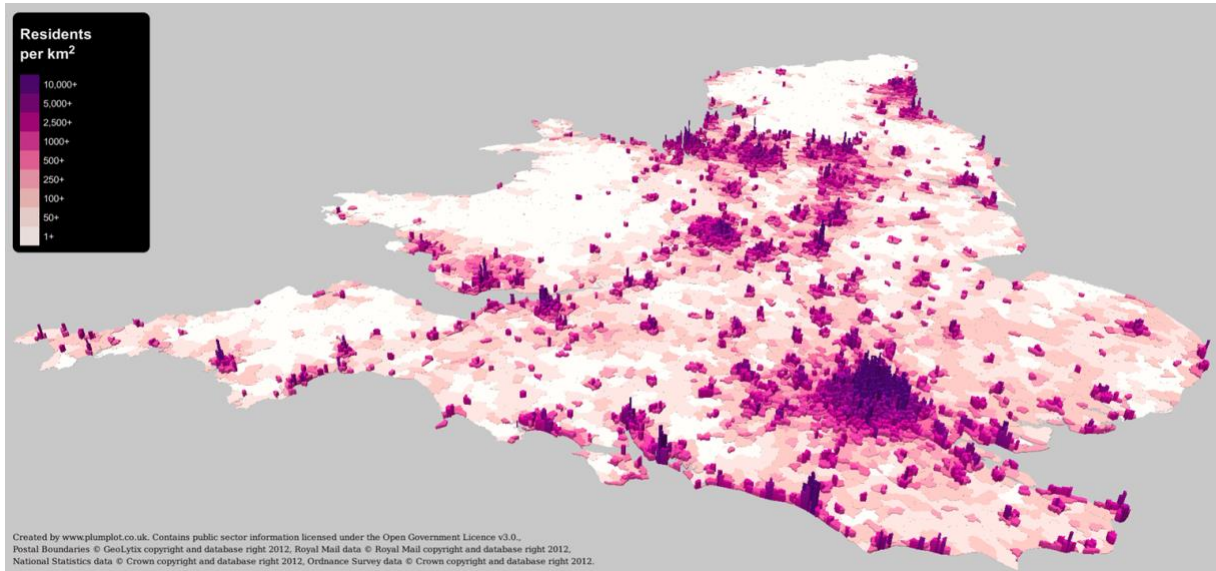 Residents
per km2
10,000+
5,000+
2,500+
1000+
500+
250+
100+
50+
1+
Created by www.plumplot.co.uk. Contains public sector information licensed under the Open Government Licence v3.0.,
Postal Boundaries © GeoLytix copyright and database right 2012, Royal Mail data © Royal Mail copyright and database right 2012,
National Statistics data © Crown copyright and database right 2012, Ordnance Survey data © Crown copyright and database right 2012.